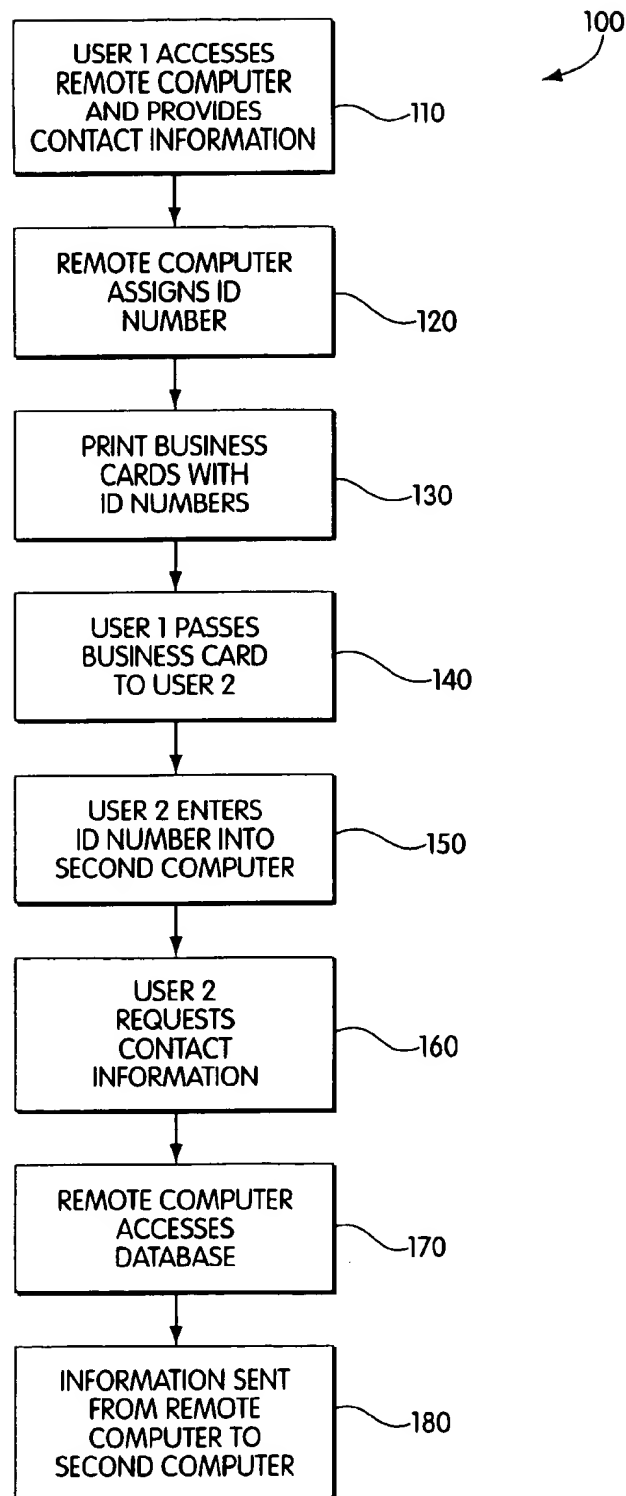 100
USER 1 ACCESSES
REMOTE COMPUTER
AND PROVIDES
CONTACT INFORMATION
110
REMOTE COMPUTER
ASSIGNS ID
NUMBER
120
PRINT BUSINESS
CARDS WITH
ID NUMBERS
130
USER 1 PASSES
BUSINESS CARD
TO USER 2
140
USER 2 ENTERS
ID NUMBER INTO
SECOND COMPUTER
150
USER 2
REQUESTS
CONTACT
INFORMATION
160
REMOTE COMPUTER
ACCESSES
DATABASE
170
INFORMATION SENT
FROM REMOTE
COMPUTER TO
SECOND COMPUTER
180